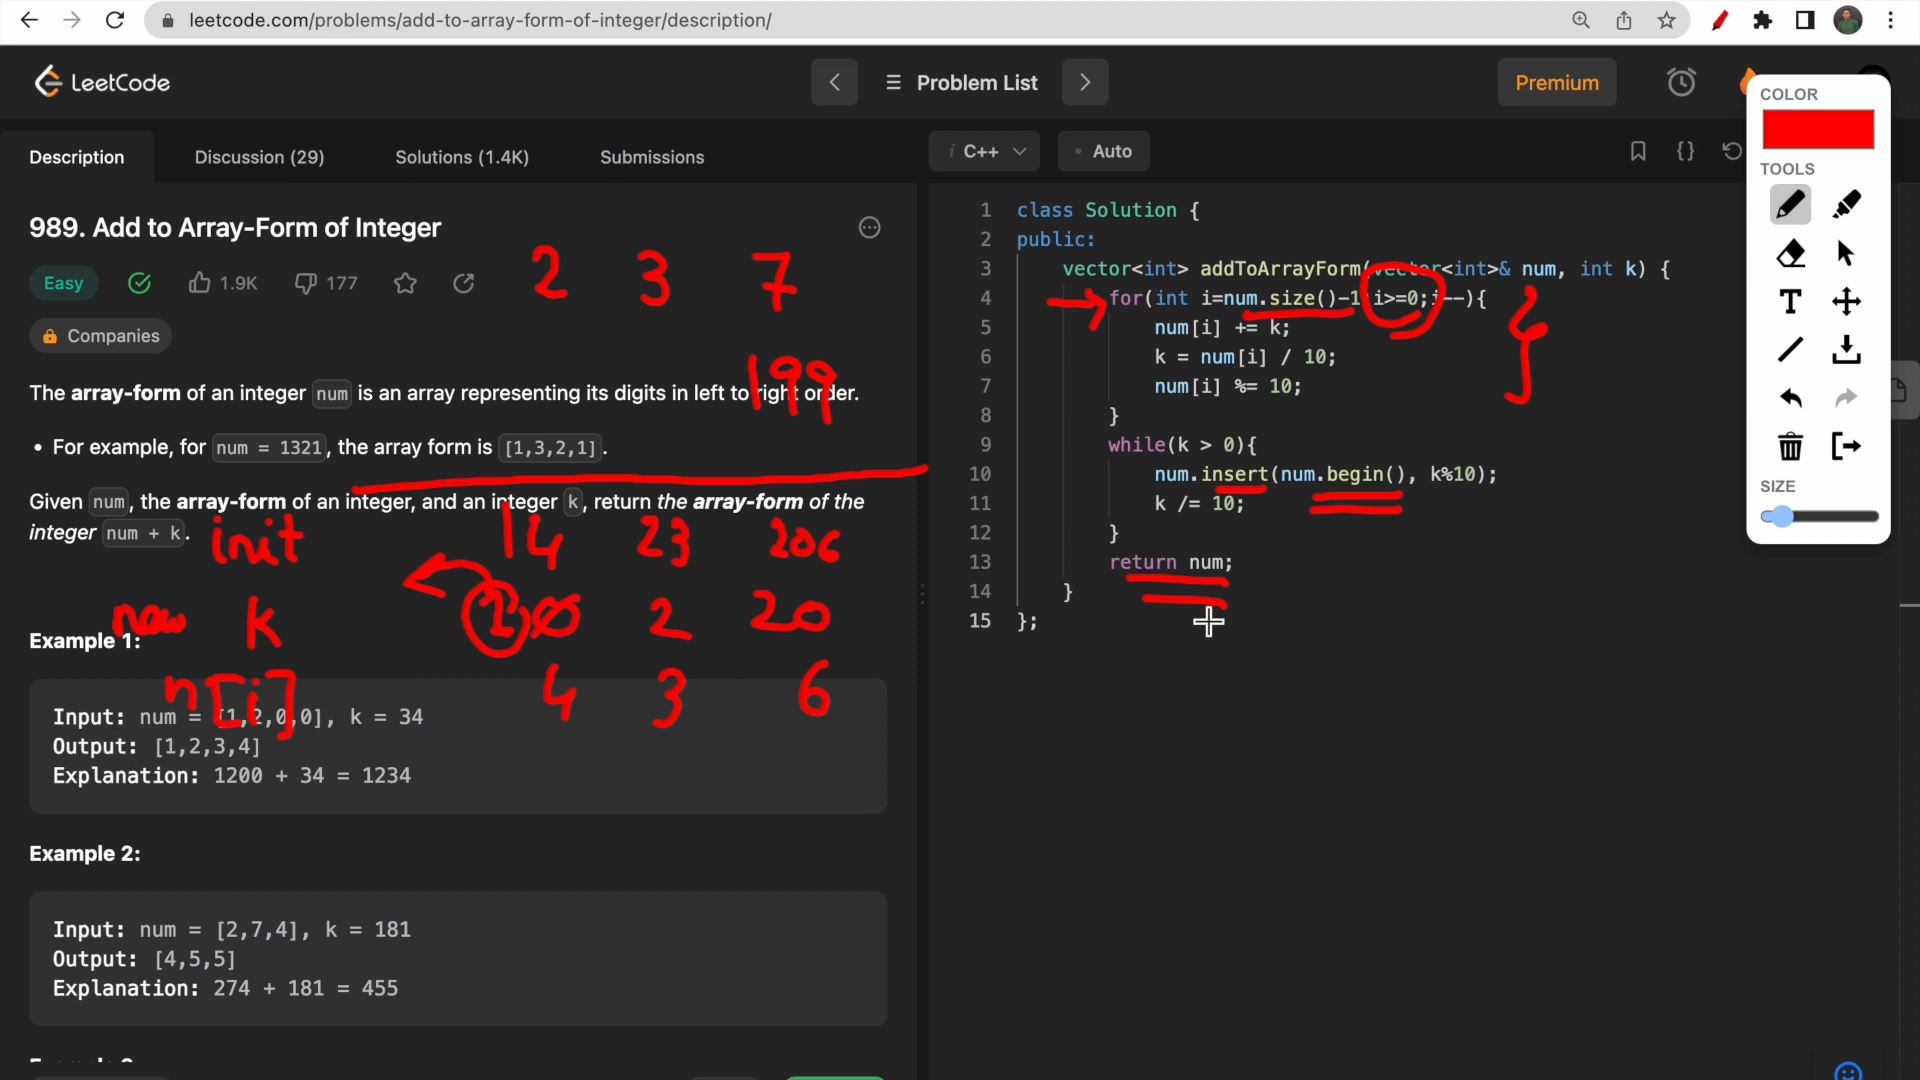 leetcode.com/problems/add-to-array-form-of-integer/description/
LeetCode
Problem List
Premium
COLOR
TOOLS
SIZE
Description
Discussion (29)
Solutions (1.4K)
Submissions
989. Add to Array-Form of Integer
Easy
1.9K
177
Companies
2 3 7
199
The array-form of an integer num is an array representing its digits in left to right order.
• For example, for num = 1321, the array form is [1,3,2,1].
Given num, the array-form of an integer, and an integer k, return the array-form of the
integer num + k.
init 14 23 206
new k 1 0 2 20
n[i] 4 3 6
Example 1:
Input: num = [1,2,0,0], k = 34
Output: [1,2,3,4]
Explanation: 1200 + 34 = 1234
Example 2:
Input: num = [2,7,4], k = 181
Output: [4,5,5]
Explanation: 274 + 181 = 455
i C++
Auto
{}
1 class Solution {
2 public:
3 vector<int> addToArrayForm(vector<int>& num, int k) {
4 for(int i=num.size()-1;i>=0;i--){
5 num[i] += k;
6 k = num[i] / 10;
7 num[i] %= 10;
8 }
9 while(k > 0){
10 num.insert(num.begin(), k%10);
11 k /= 10;
12 }
13 return num;
14 }
15 };